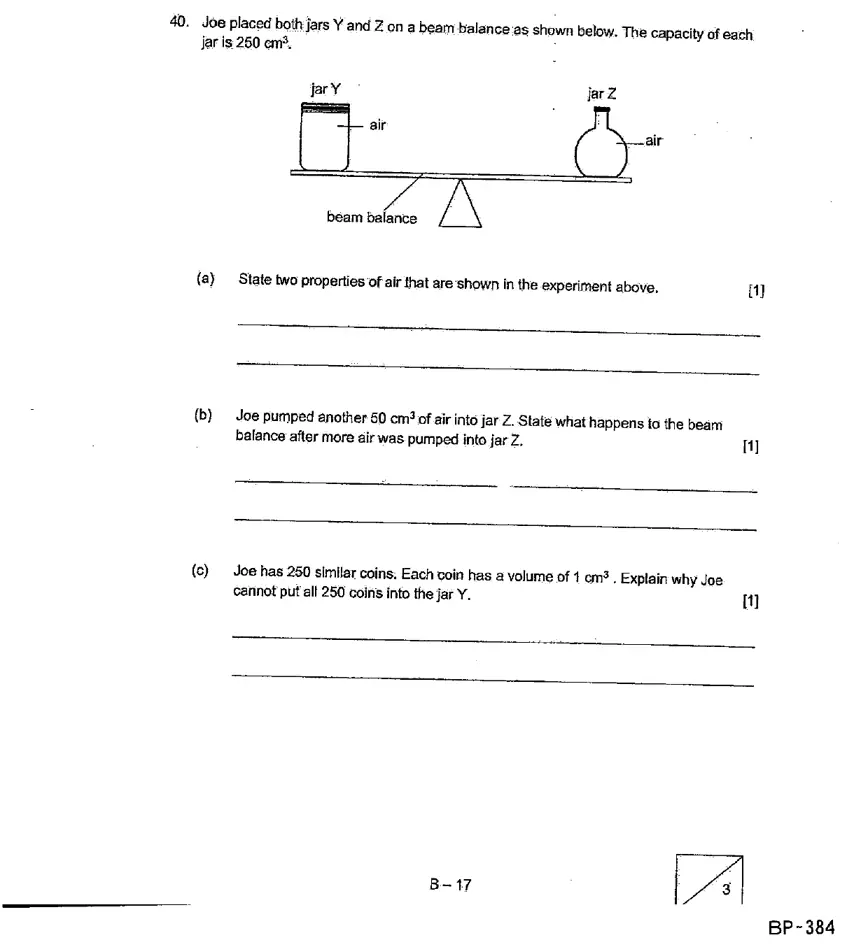 40. Joe placed both jars Y and Z on a beam balance as shown below. The capacity of each
jar is 250 cm³.
jar Y
jar Z
air
air
beam balance
(a) State two properties of air that are shown in the experiment above. [1]
(b) Joe pumped another 50 cm³ of air into jar Z. State what happens to the beam
balance after more air was pumped into jar Z. [1]
(c) Joe has 250 similar coins. Each coin has a volume of 1 cm³ . Explain why Joe
cannot put all 250 coins into the jar Y. [1]
B – 17
3
BP-384